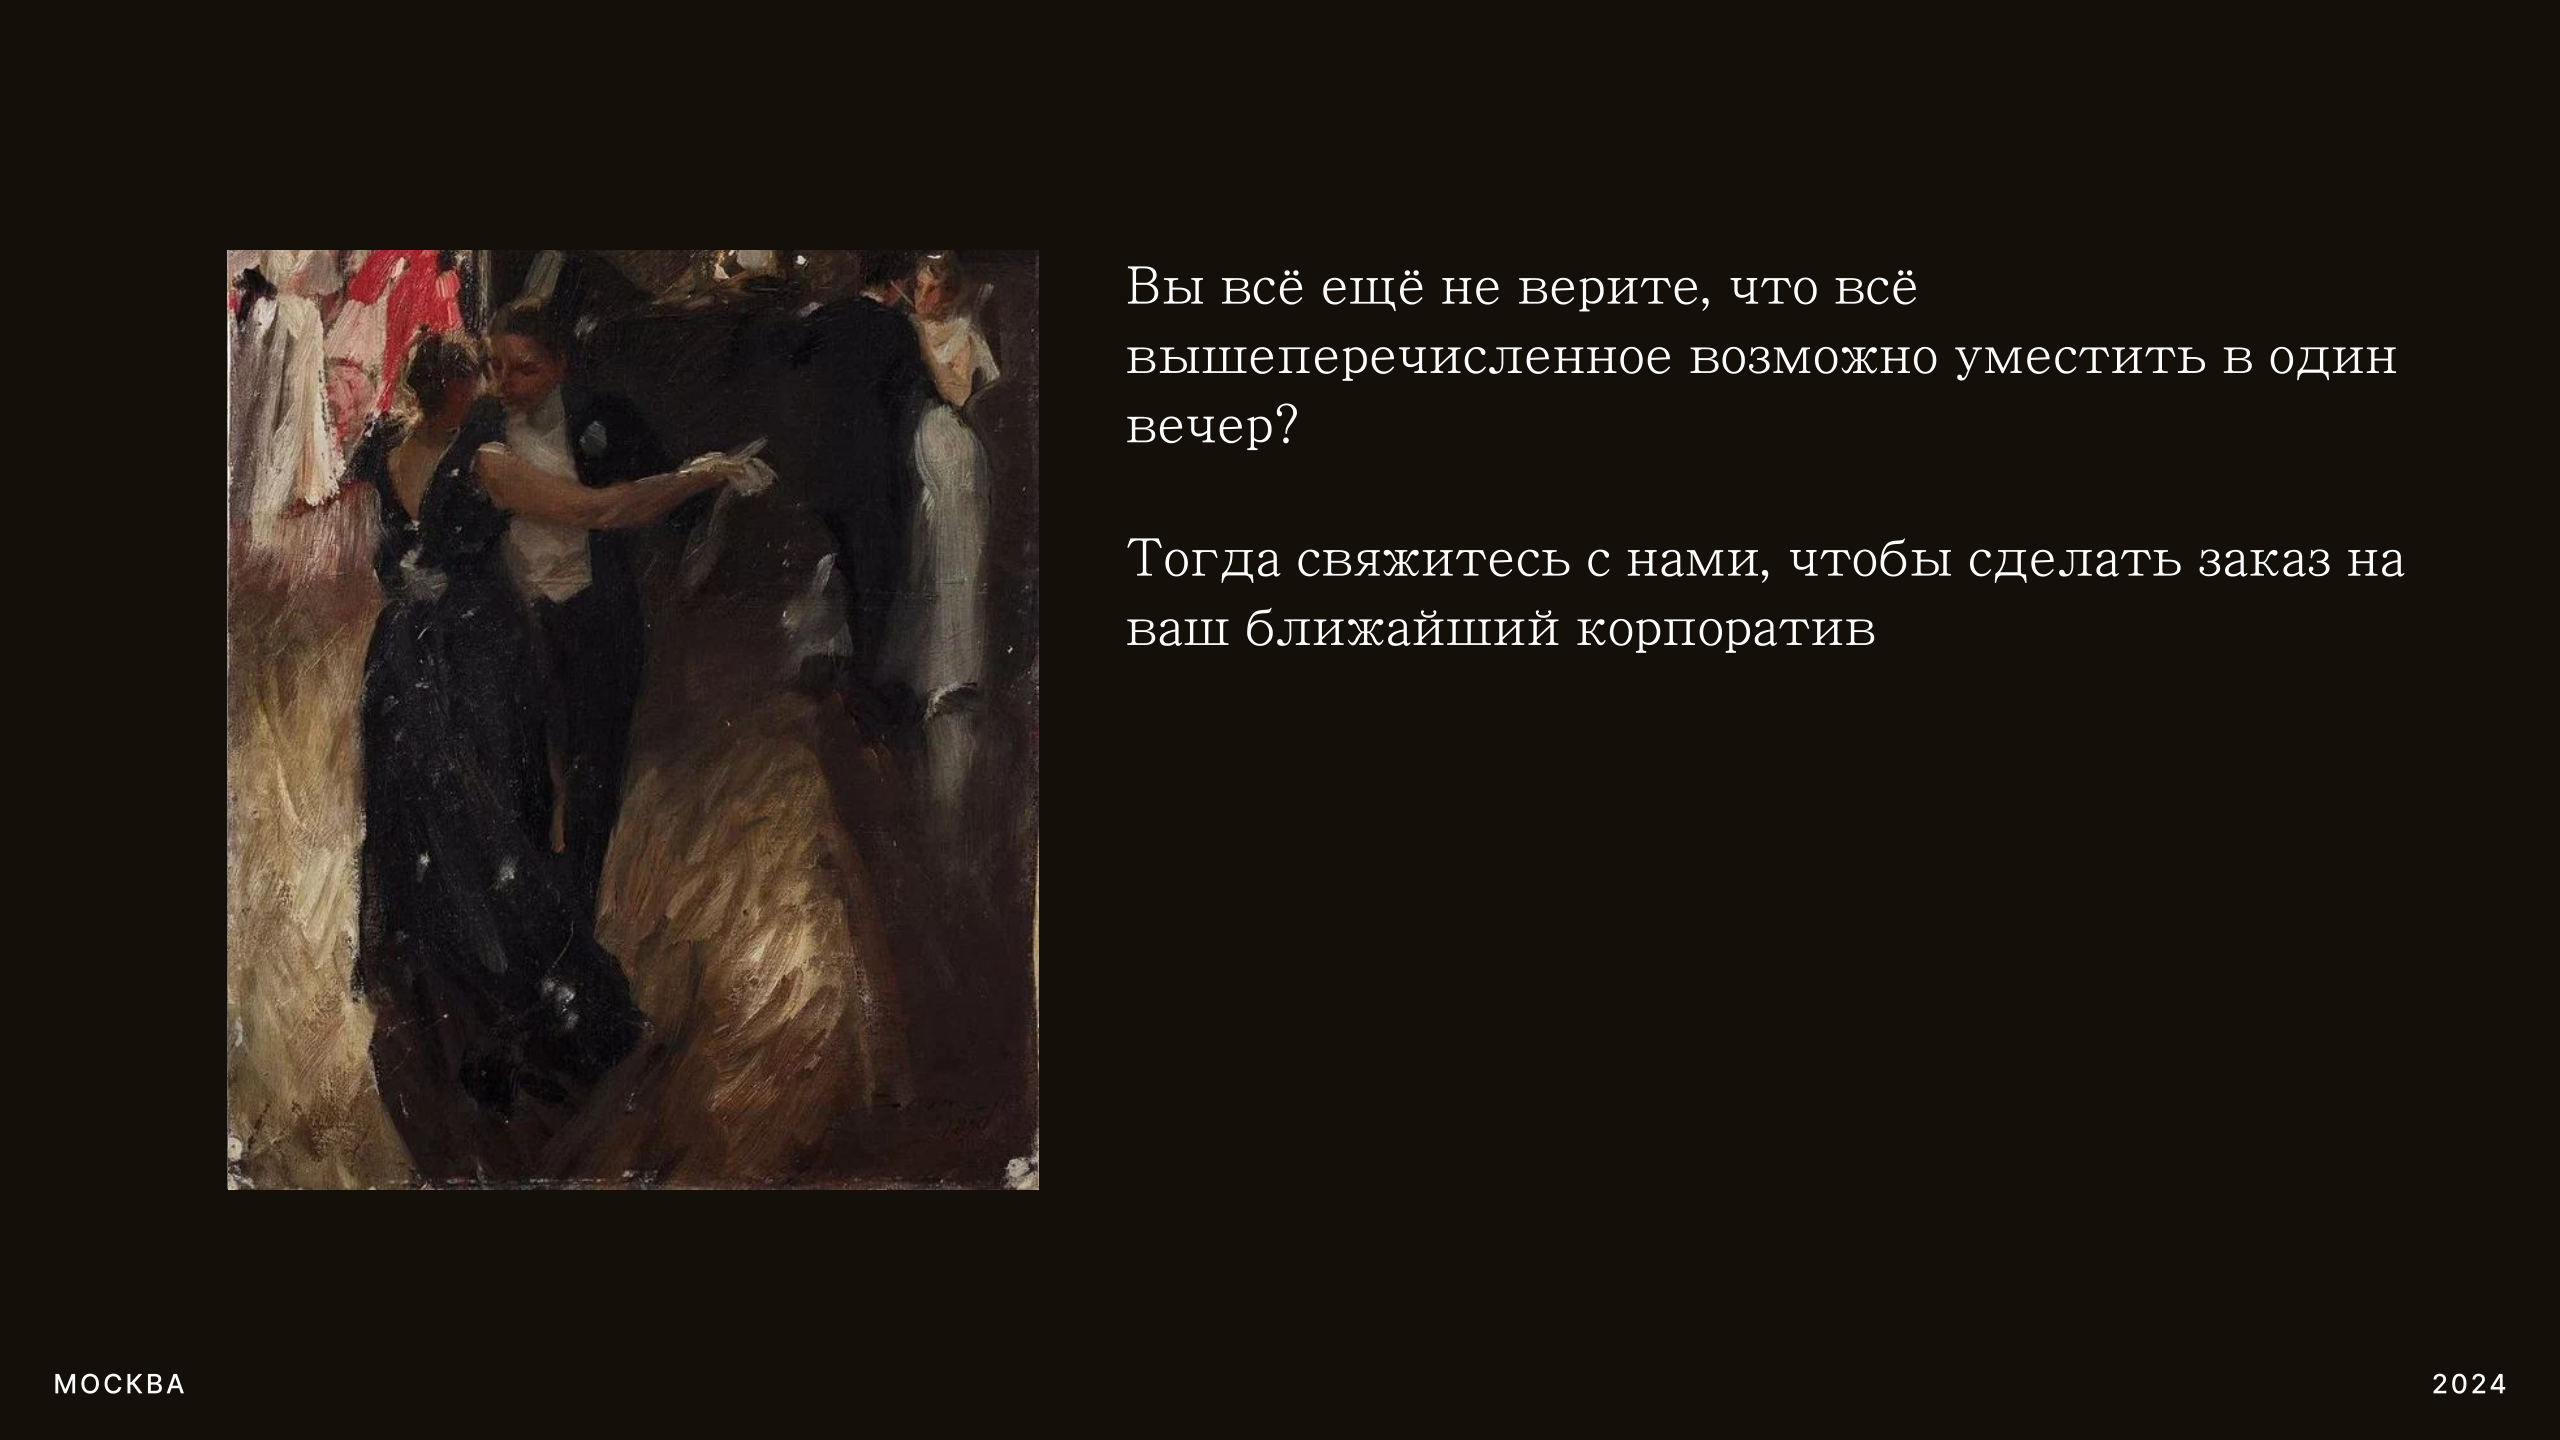 Вы всё ещё не верите, что всё
вышеперечисленное возможно уместить в один
вечер?
Тогда свяжитесь с нами, чтобы сделать заказ на
ваш ближайший корпоратив
МОСКВА
2024